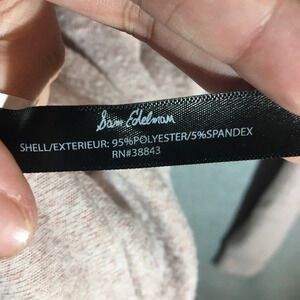 Sam Edelman
SHELL/EXTERIEUR: 95%POLYESTER/5%SPANDEX
RN#38843